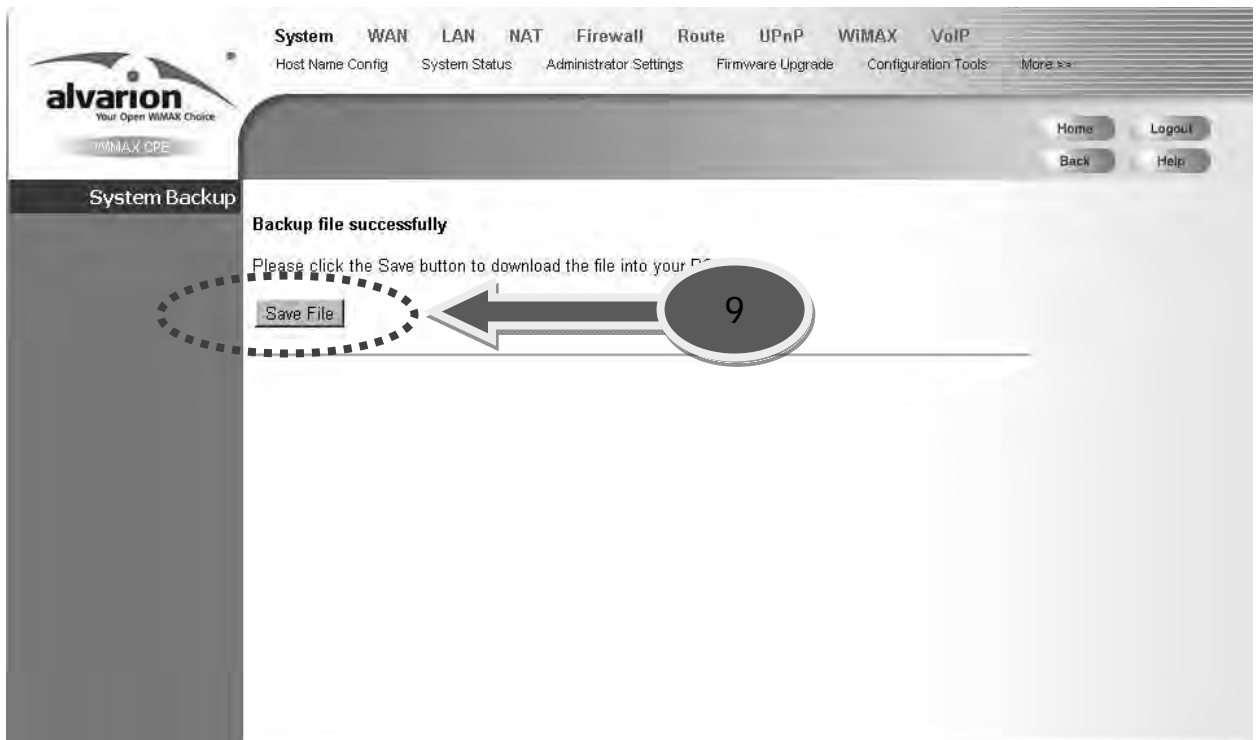 System WAN LAN NAT Firewall Route UPnP WiMAX VoIP
Host Name Config System Status Administrator Settings Firmware Upgrade Configuration Tools More >>
alvarion
Your Open WiMAX Choice
WiMAX CPE
Home Logout
Back Help
System Backup
Backup file successfully
Please click the Save button to download the file into your
Save File
9